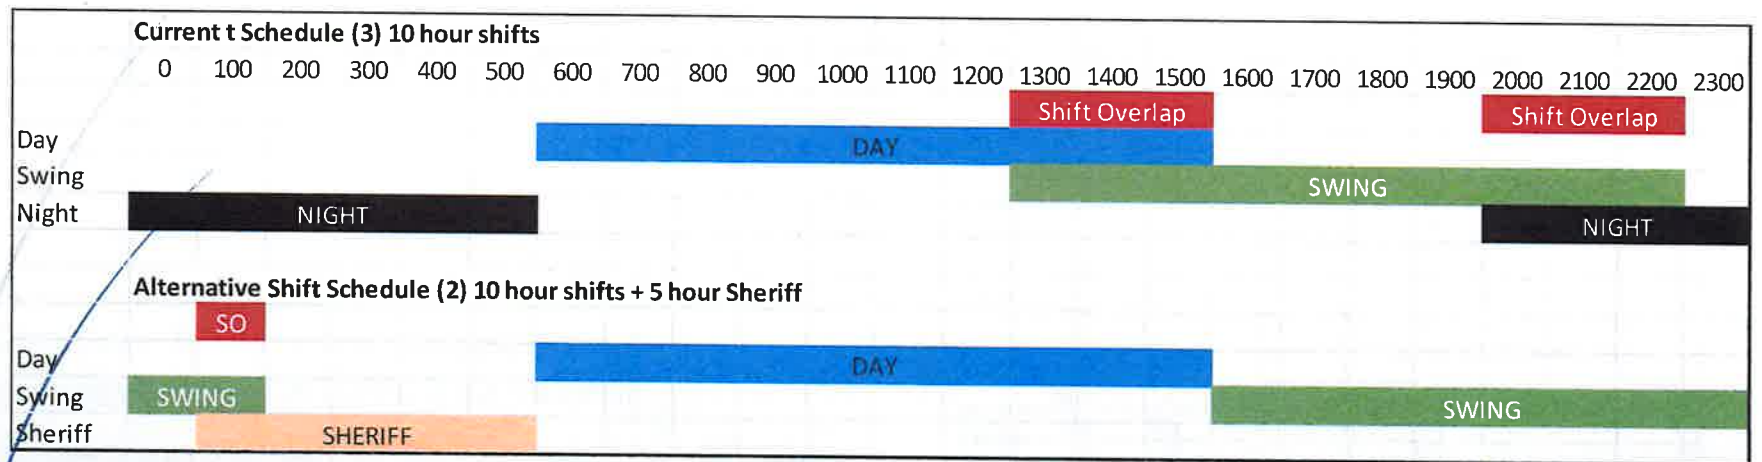 Current t Schedule (3) 10 hour shifts
0 100 200 300 400 500 600 700 800 900 1000 1100 1200 1300 1400 1500 1600 1700 1800 1900 2000 2100 2200 2300
Shift Overlap Shift Overlap
Day DAY
Swing SWING
Night NIGHT NIGHT
Alternative Shift Schedule (2) 10 hour shifts + 5 hour Sheriff
SO
Day DAY
Swing SWING SWING
Sheriff SHERIFF